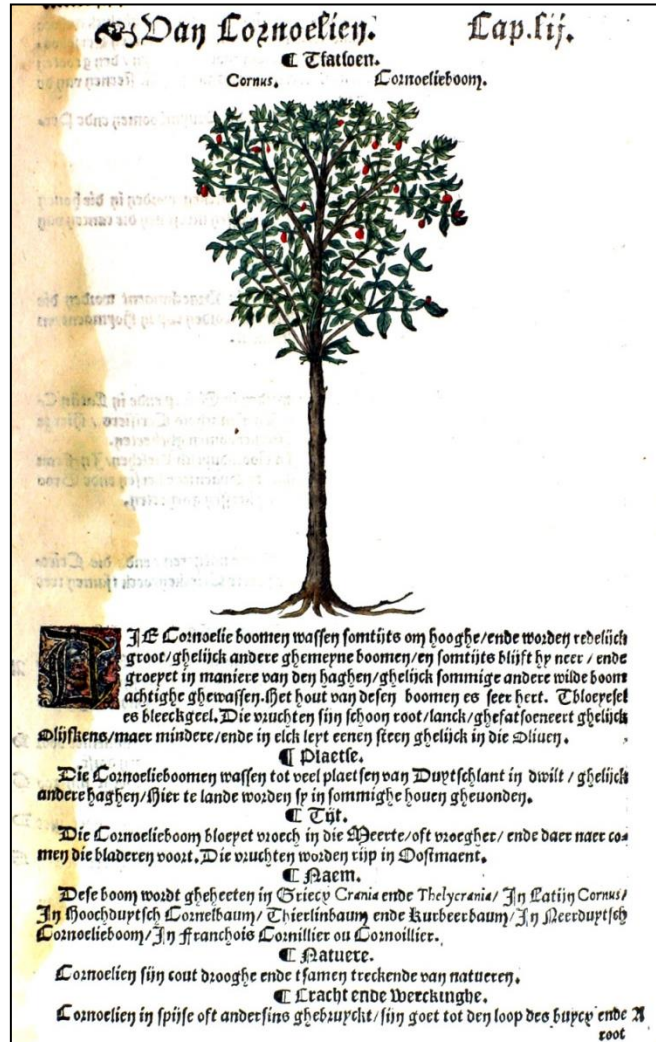 Van Cornoelien. Cap.lij.
¶ Tfatsoen.
Cornus. Cornoelieboom.
DIE Cornoelie boomen wassen somtijts om hooghe/ende worden redelijck
groot/ghelijck andere ghemeyne boomen/en somtijts blijft hy neer / ende
groeyet in maniere van den haghen/ghelijck sommige andere wilde boom
achtighe ghewassen.Het hout van desen boomen es seer hert. Tbloeysel
es bleeckgeel.Die vruchten sijn schoon root/lanck/ghefatsoeneert ghelijck
Olijfkens/maer mindere/ende in elck leyt eenen steen ghelijck in die Oliven.
¶ Plaetse.
Die Cornoelieboomen wassen tot veel plaetsen van Duytschlant in dwilt / ghelijck
andere haghen/Hier te lande worden sy in sommighe hoven ghevonden.
¶ Tijt.
Die Cornoelieboom bloeyet vroech in die Meerte/oft vroegher/ ende daer naer co-
men die bladeren voort.Die vruchten worden rijp in Oostmaent.
¶ Naem.
Dese boom wordt gheheeten in Griecx Crania ende Thelycrania/ In Latijn Cornus/
In Hoochduytsch Cornelbaum/ Thierlinbaum ende Kurbeerbaum/ In Neerduytsch
Cornoelieboom/ In Franchois Cornillier ou Cornoillier.
¶ Natuere.
Cornoelien sijn cout drooghe ende tsamen treckende van natueren.
¶ Cracht ende Werckinghe.
Cornoelien in spijse oft andersins ghebruyckt/sijn goet tot den loop des buycx ende A
root